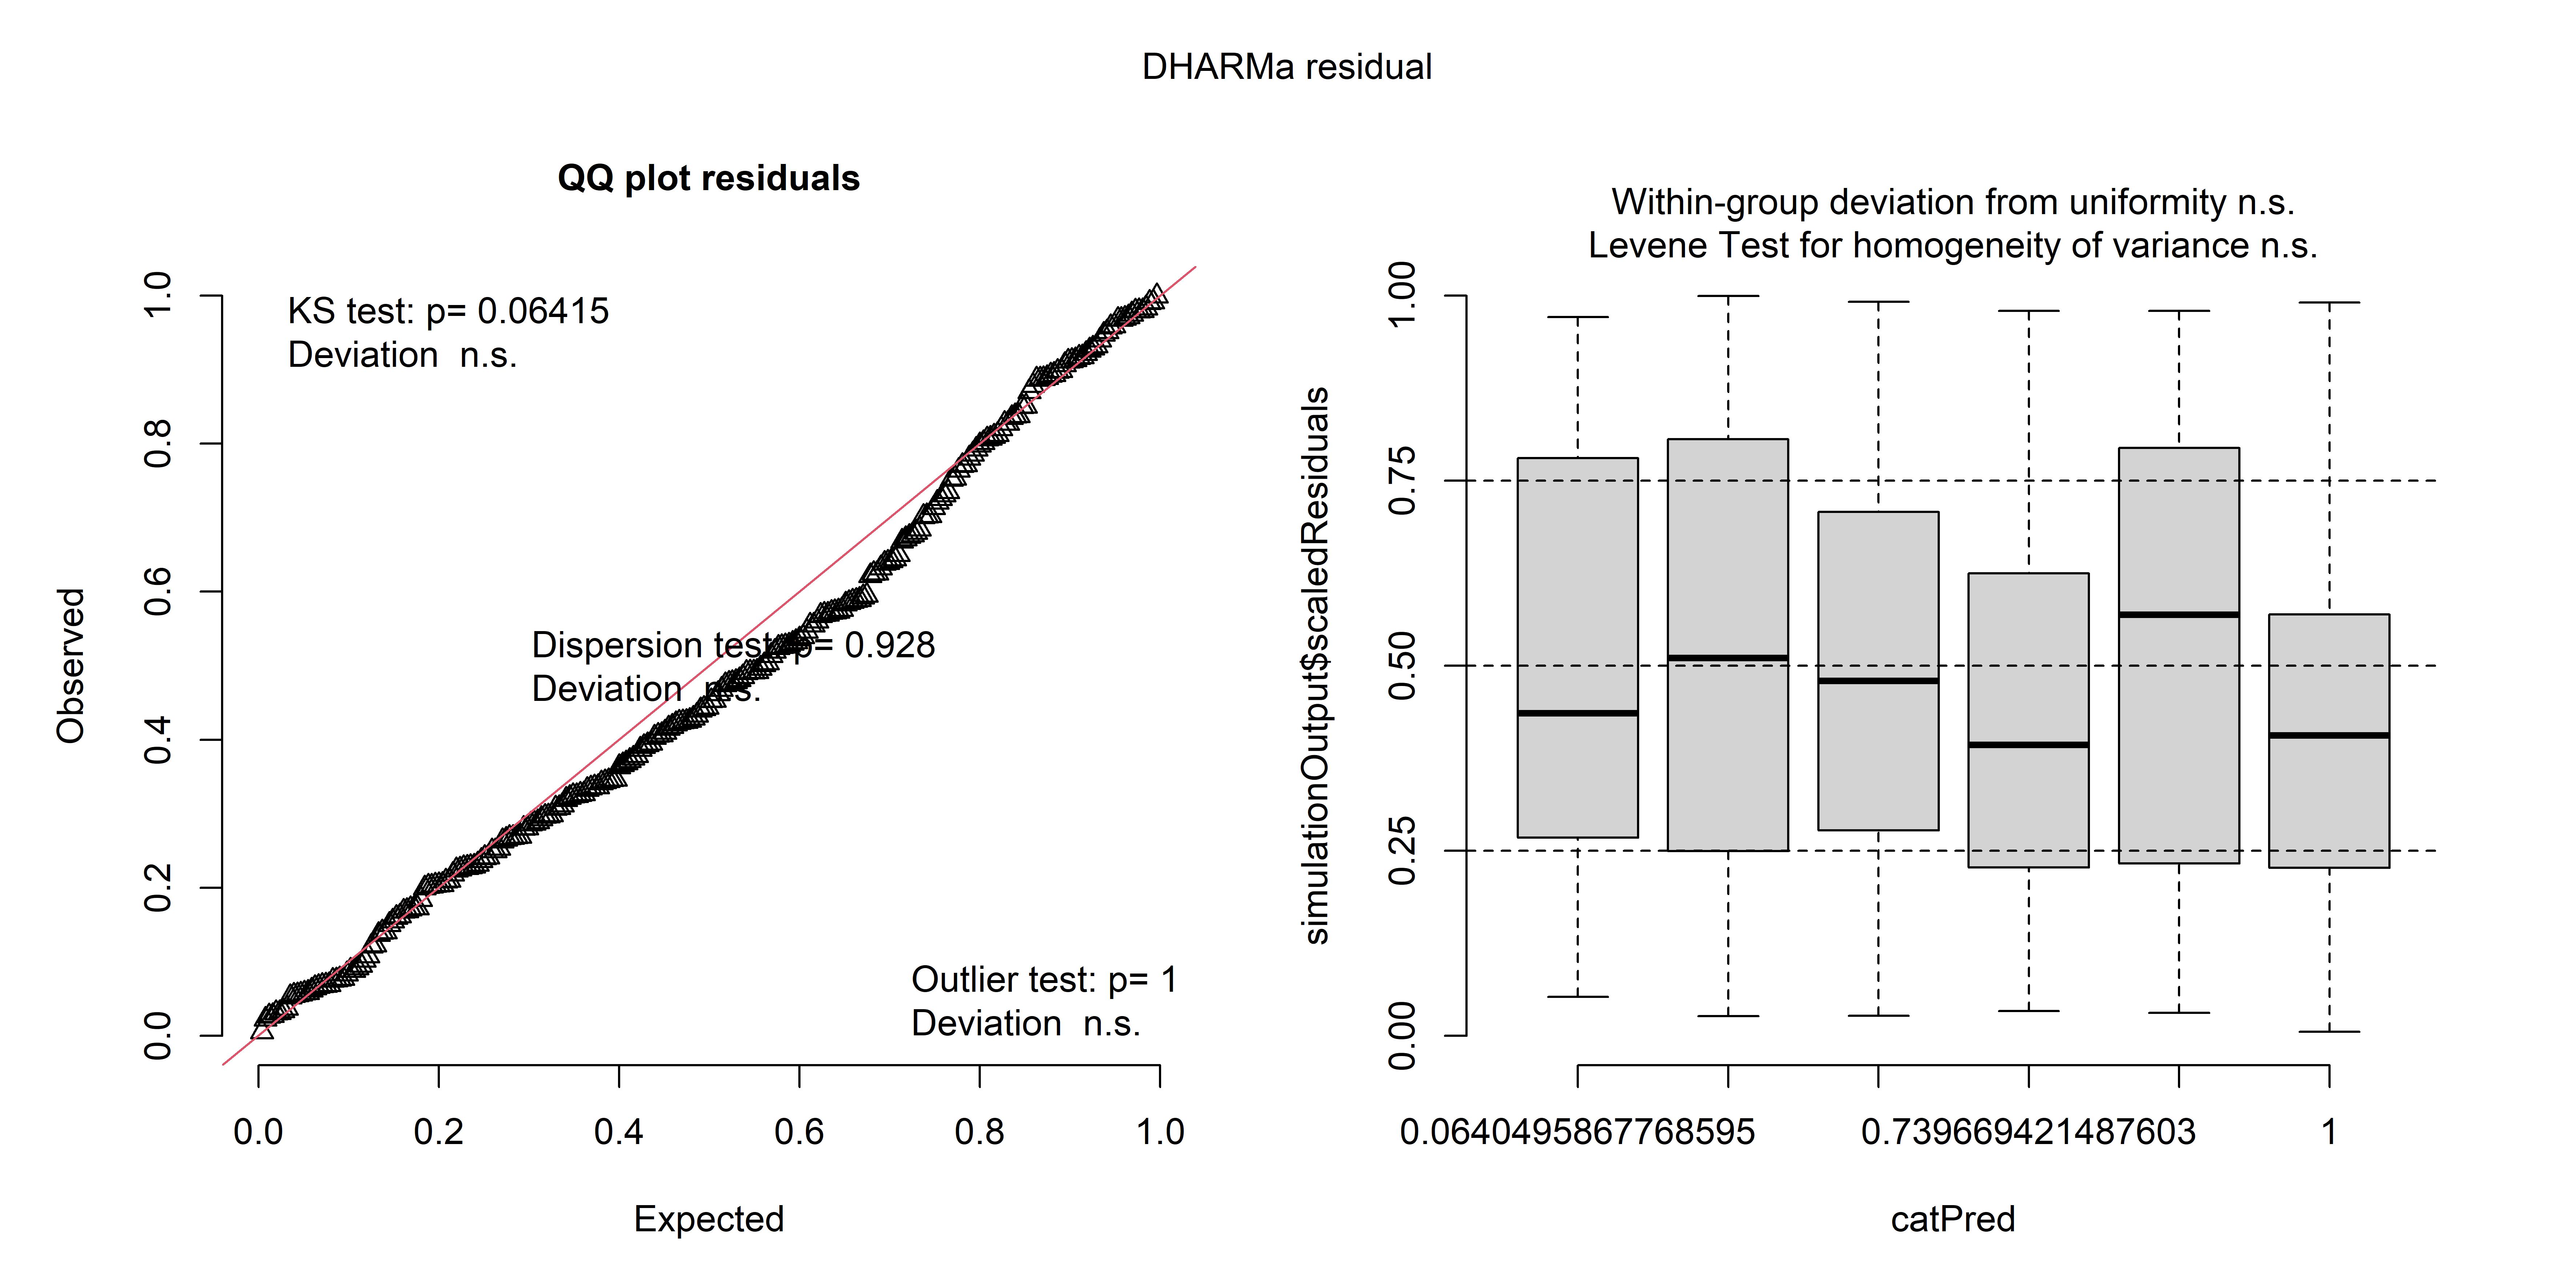 DHARMa residual
QQ plot residuals
KS test: p= 0.06415
Deviation  n.s.
Dispersion test: p= 0.928
Deviation  n.s.
Outlier test: p= 1
Deviation  n.s.
Observed
1.0
0.8
0.6
0.4
0.2
0.0
0.0 0.2 0.4 0.6 0.8 1.0
Expected
Within-group deviation from uniformity n.s.
Levene Test for homogeneity of variance n.s.
simulationOutput$scaledResiduals
1.00
0.75
0.50
0.25
0.00
0.0640495867768595 0.739669421487603 1
catPred